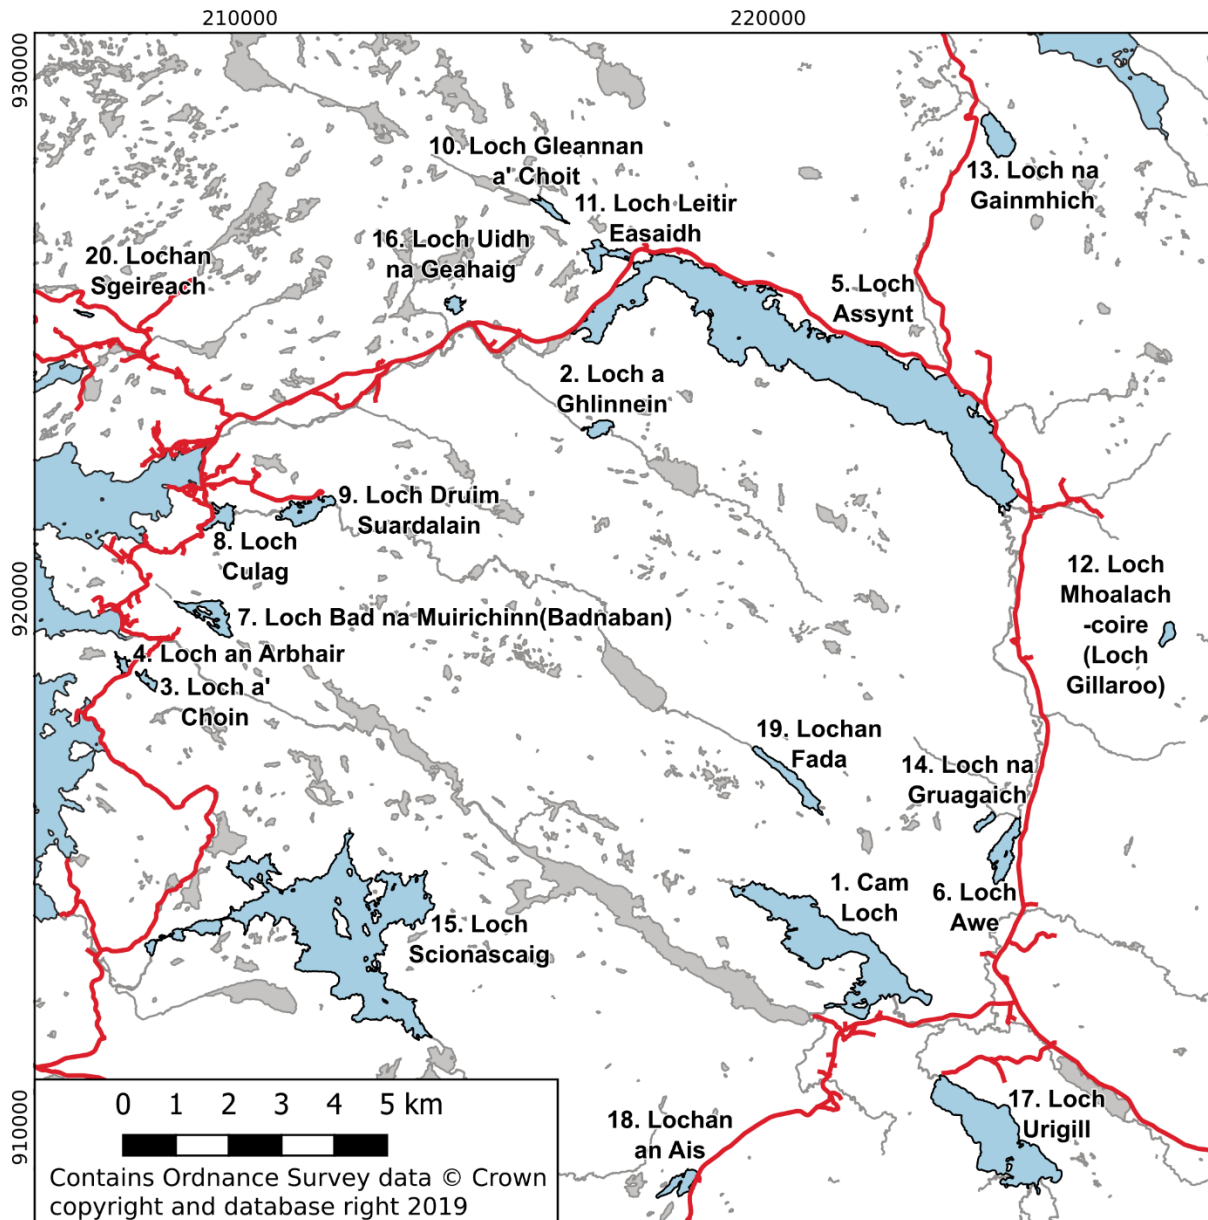 210000
220000
930000
10. Loch Gleannan
a' Choit
13. Loch na
Gainmhich
11. Loch Leitir
Easaidh
16. Loch Uidh
na Geahaig
20. Lochan
Sgeireach
5. Loch
Assynt
2. Loch a
Ghlinnein
9. Loch Druim
Suardalain
8. Loch
Culag
920000
12. Loch
Mhoalach
-coire
(Loch
Gillaroo)
7. Loch Bad na Muirichinn(Badnaban)
4. Loch an Arbhair
3. Loch a'
Choin
19. Lochan
Fada
14. Loch na
Gruagaich
1. Cam
Loch
6. Loch
Awe
15. Loch
Scionascaig
910000
17. Loch
Urigill
18. Lochan
an Ais
0 1 2 3 4 5 km
Contains Ordnance Survey data © Crown
copyright and database right 2019